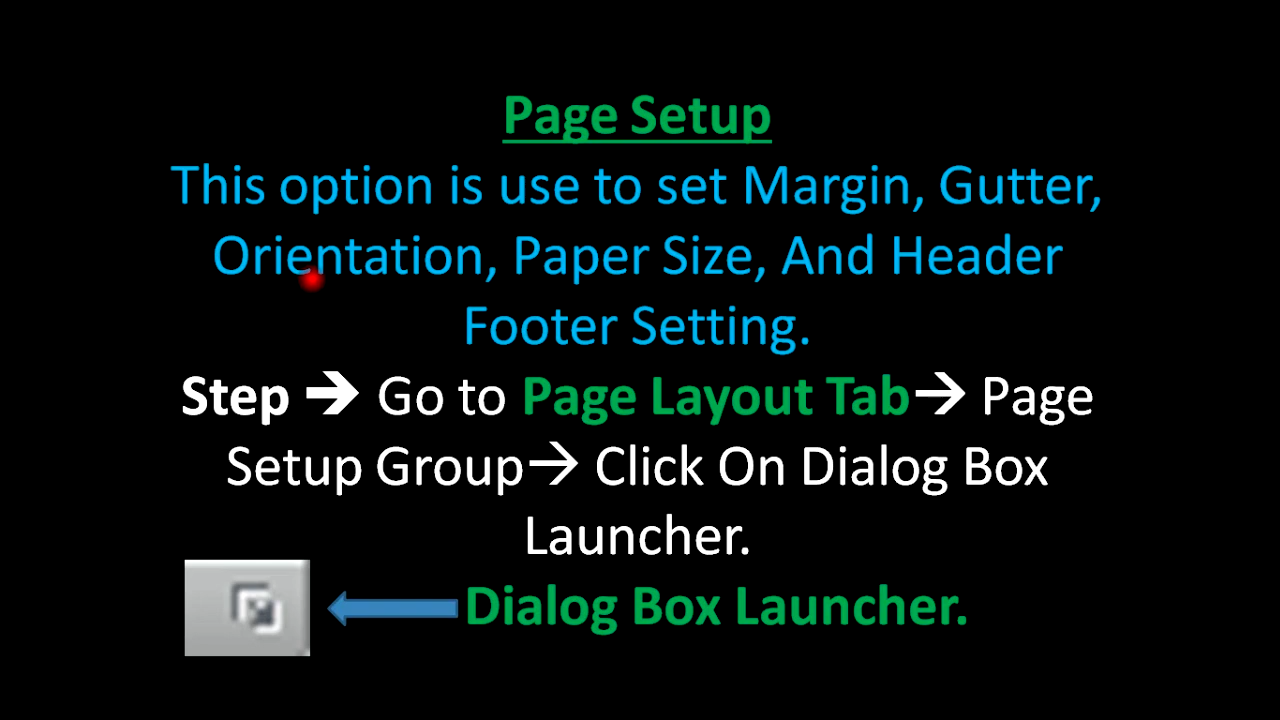 Page Setup
This option is use to set Margin, Gutter,
Orientation, Paper Size, And Header
Footer Setting.
Step ➔ Go to Page Layout Tab→ Page
Setup Group→ Click On Dialog Box
Launcher.
Dialog Box Launcher.